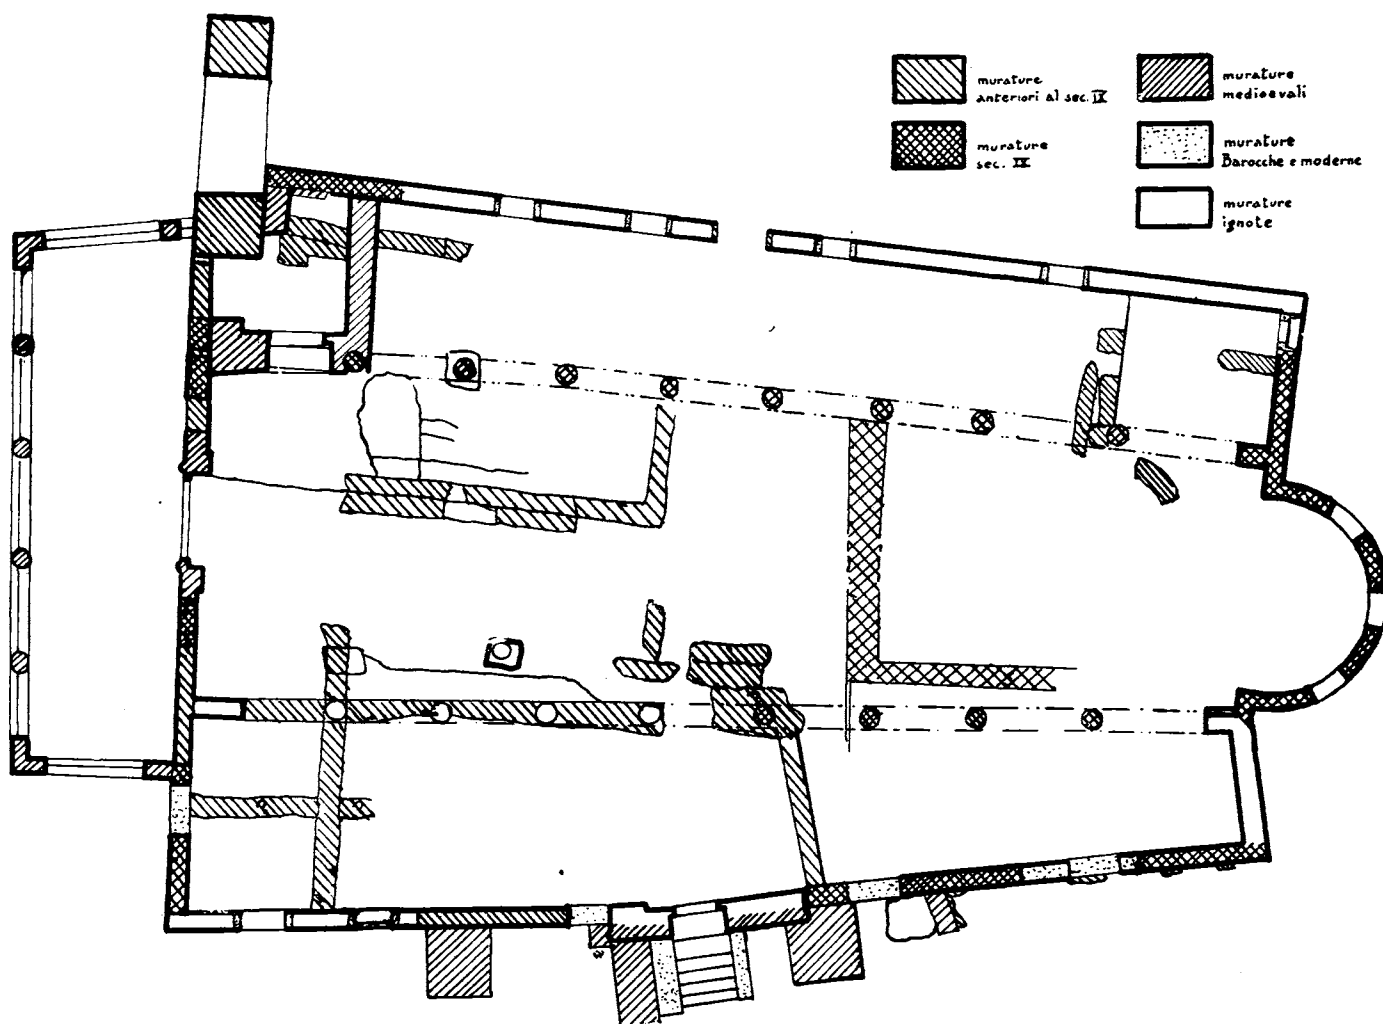 murature
anteriori al sec. IX
murature
sec. IX
murature
medioevali
murature
Barocche e moderne
murature
ignote